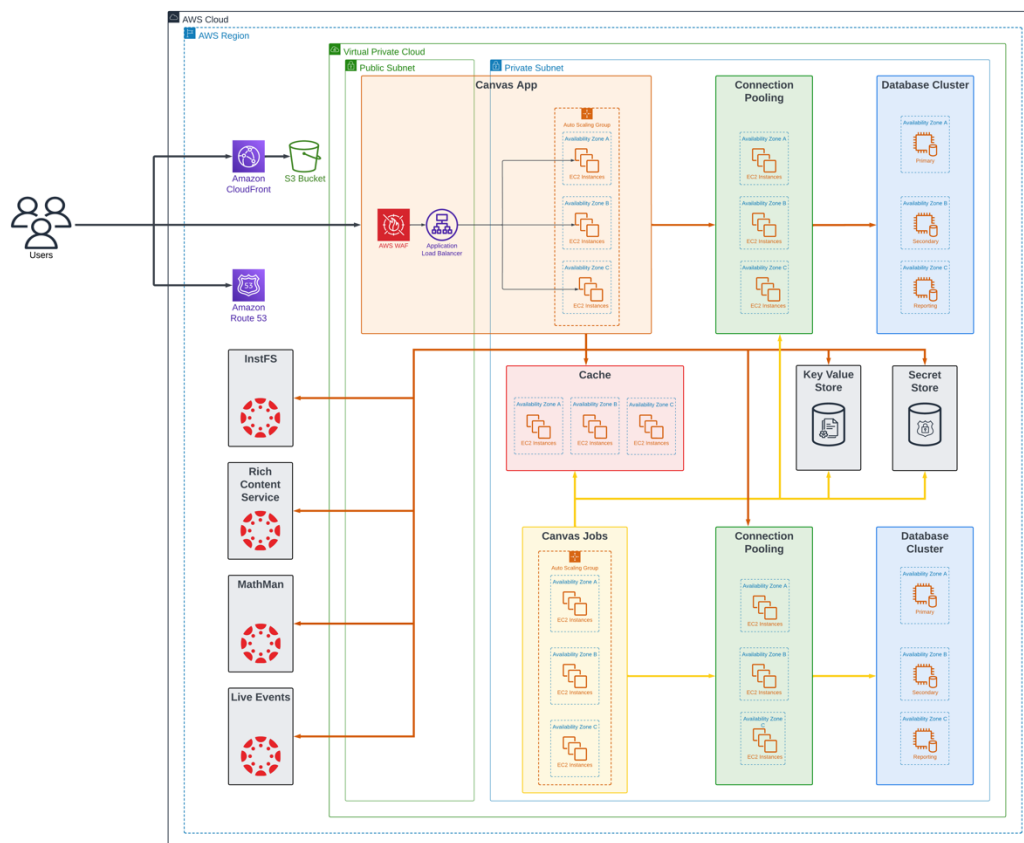 AWS Cloud
AWS Region
Virtual Private Cloud
Public Subnet
Private Subnet
Users
Amazon
CloudFront
S3 Bucket
53
Amazon
Route 53
Canvas App
AWS WAF
Application
Load Balancer
Auto Scaling Group
Availability Zone A
EC2 Instances
Availability Zone B
EC2 Instances
Availability Zone C
EC2 Instances
Connection
Pooling
Availability Zone A
EC2 Instances
Availability Zone B
EC2 Instances
Availability Zone C
EC2 Instances
Database Cluster
Availability Zone A
Primary
Availability Zone B
Secondary
Availability Zone C
Reporting
InstFS
Rich
Content
Service
MathMan
Live Events
Cache
Availability Zone A
EC2 Instances
Availability Zone B
EC2 Instances
Availability Zone C
EC2 Instances
Key Value
Store
Secret
Store
Canvas Jobs
Auto Scaling Group
Availability Zone A
EC2 Instances
Availability Zone B
EC2 Instances
Availability Zone C
EC2 Instances
Connection
Pooling
Availability Zone A
EC2 Instances
Availability Zone B
EC2 Instances
Availability Zone
C
EC2 Instances
Database
Cluster
Availability Zone A
Primary
Availability Zone B
Secondary
Availability Zone C
Reporting